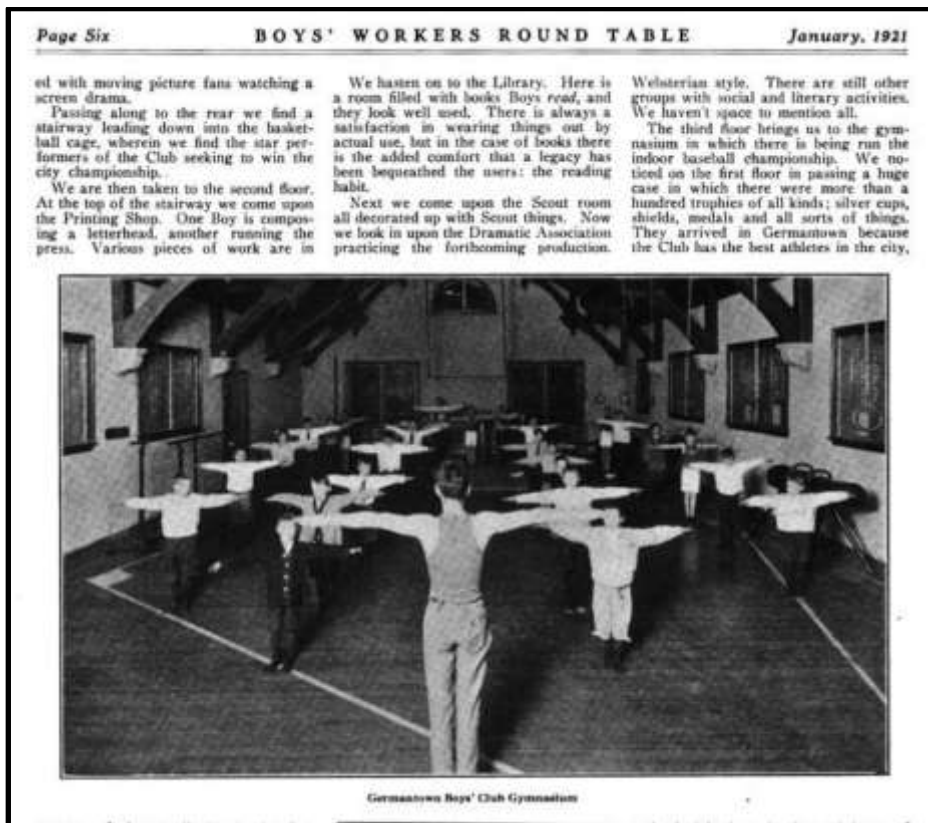 Page Six BOYS' WORKERS ROUND TABLE January, 1921
ed with moving picture fans watching a
screen drama.
Passing along to the rear we find a
stairway leading down into the basket-
ball cage, wherein we find the star per-
formers of the Club seeking to win the
city championship.
We are then taken to the second floor.
At the top of the stairway we come upon
the Printing Shop. One Boy is compos-
ing a letterhead, another running the
press. Various pieces of work are in
We hasten on to the Library. Here is
a room filled with books Boys read, and
they look well used. There is always a
satisfaction in wearing things out by
actual use, but in the case of books there
is the added comfort that a legacy has
been bequeathed the users: the reading
habit.
Next we come upon the Scout room
all decorated up with Scout things. Now
we look in upon the Dramatic Association
practicing the forthcoming production.
Welsterian style. There are still other
groups with social and literary activities.
We haven't space to mention all.
The third floor brings us to the gym-
nasium in which there is being run the
indoor baseball championship. We no-
ticed on the first floor in passing a huge
case in which there were more than a
hundred trophies of all kinds; silver cups,
shields, medals and all sorts of things.
They arrived in Germantown because
the Club has the best athletes in the city,
Germantown Boys' Club Gymnasium